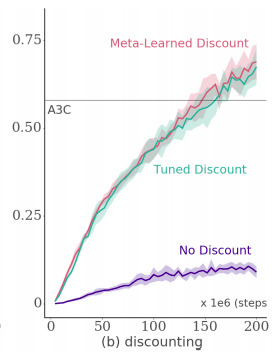 0.75
Meta-Learned Discount
A3C
0.50
Tuned Discount
0.25
No Discount
x 1e6 (steps
0
0 50 100 150 200
(b) discounting